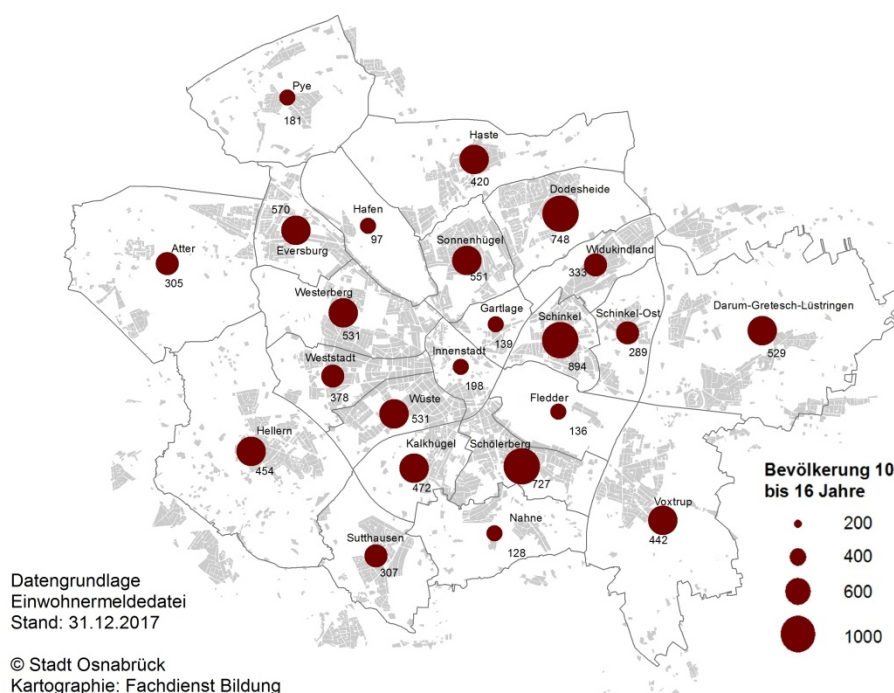 Pye
181
Haste
420
Dodesheide
748
570
Eversburg
Hafen
97
Sonnenhügel
551
Widukindland
333
Atter
305
Westerberg
531
Gartlage
139
Schinkel
894
Schinkel-Ost
289
Darum-Gretesch-Lüstringen
529
Innenstadt
198
Weststadt
378
Wüste
531
Fledder
136
Hellern
454
Kalkhügel
472
Schölerberg
727
Voxtrup
442
Nahne
128
Sutthausen
307
Bevölkerung 10
bis 16 Jahre
200
400
600
1000
Datengrundlage
Einwohnermeldedatei
Stand: 31.12.2017
© Stadt Osnabrück
Kartographie: Fachdienst Bildung